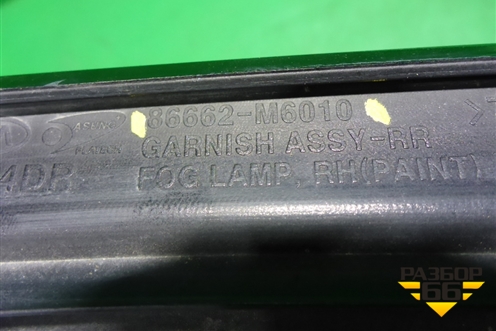 86662-M6010
GARNISH ASSY-RR
4DR
FOG LAMP, RH(PAINT)
РАЗБОР
66